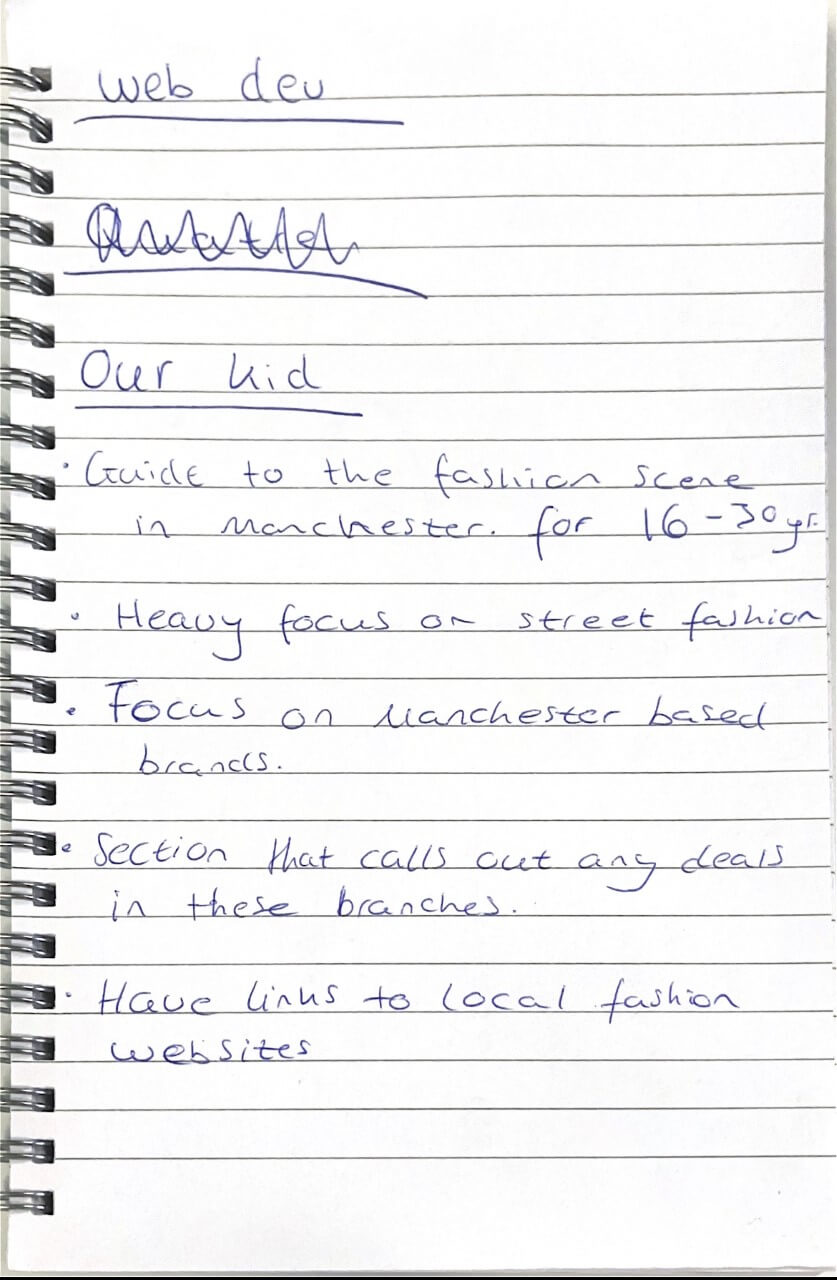 web dev
Our kid
· Guide to the fashion scene
in Manchester. for 16-30yr.
· Heavy focus on street fashion
· Focus on Manchester based
brands.
· Section that calls out any deals
in these branches.
· Have links to local fashion
websites